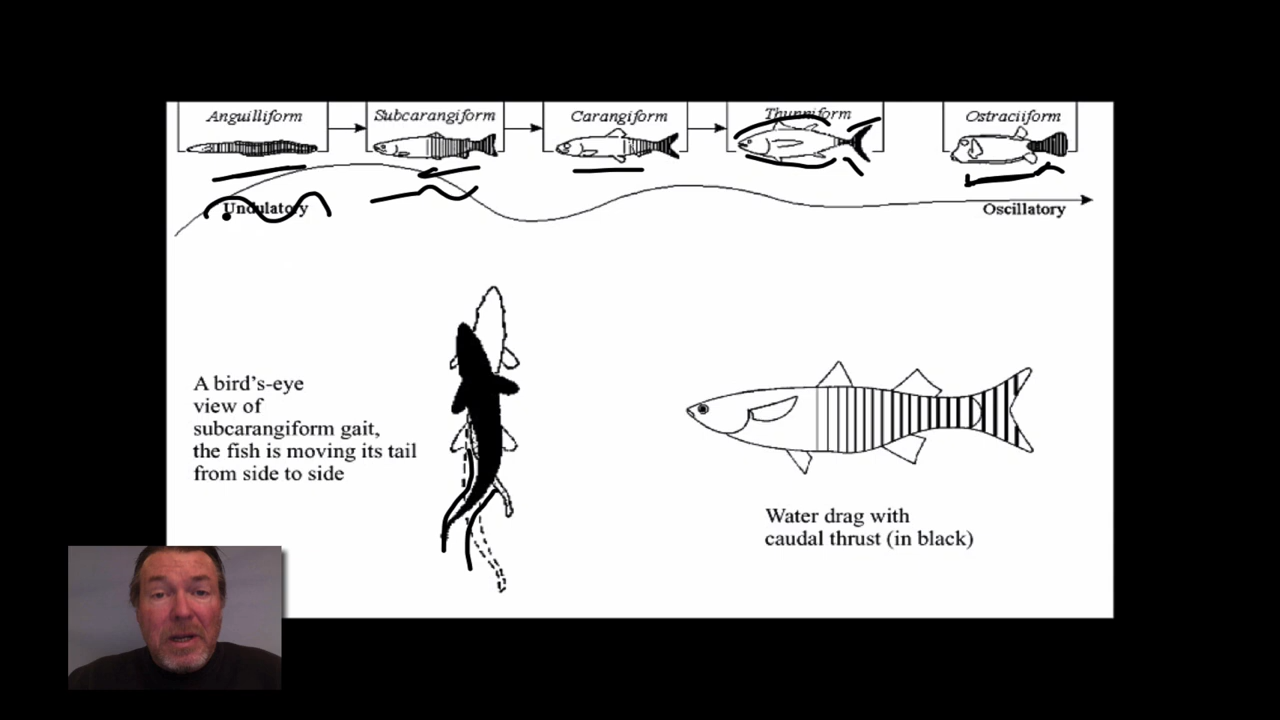 Anguilliform
Subcarangiform
Carangiform
Thunniform
Ostraciiform
Undulatory
Oscillatory
A bird's-eye
view of
subcarangiform gait,
the fish is moving its tail
from side to side
Water drag with
caudal thrust (in black)